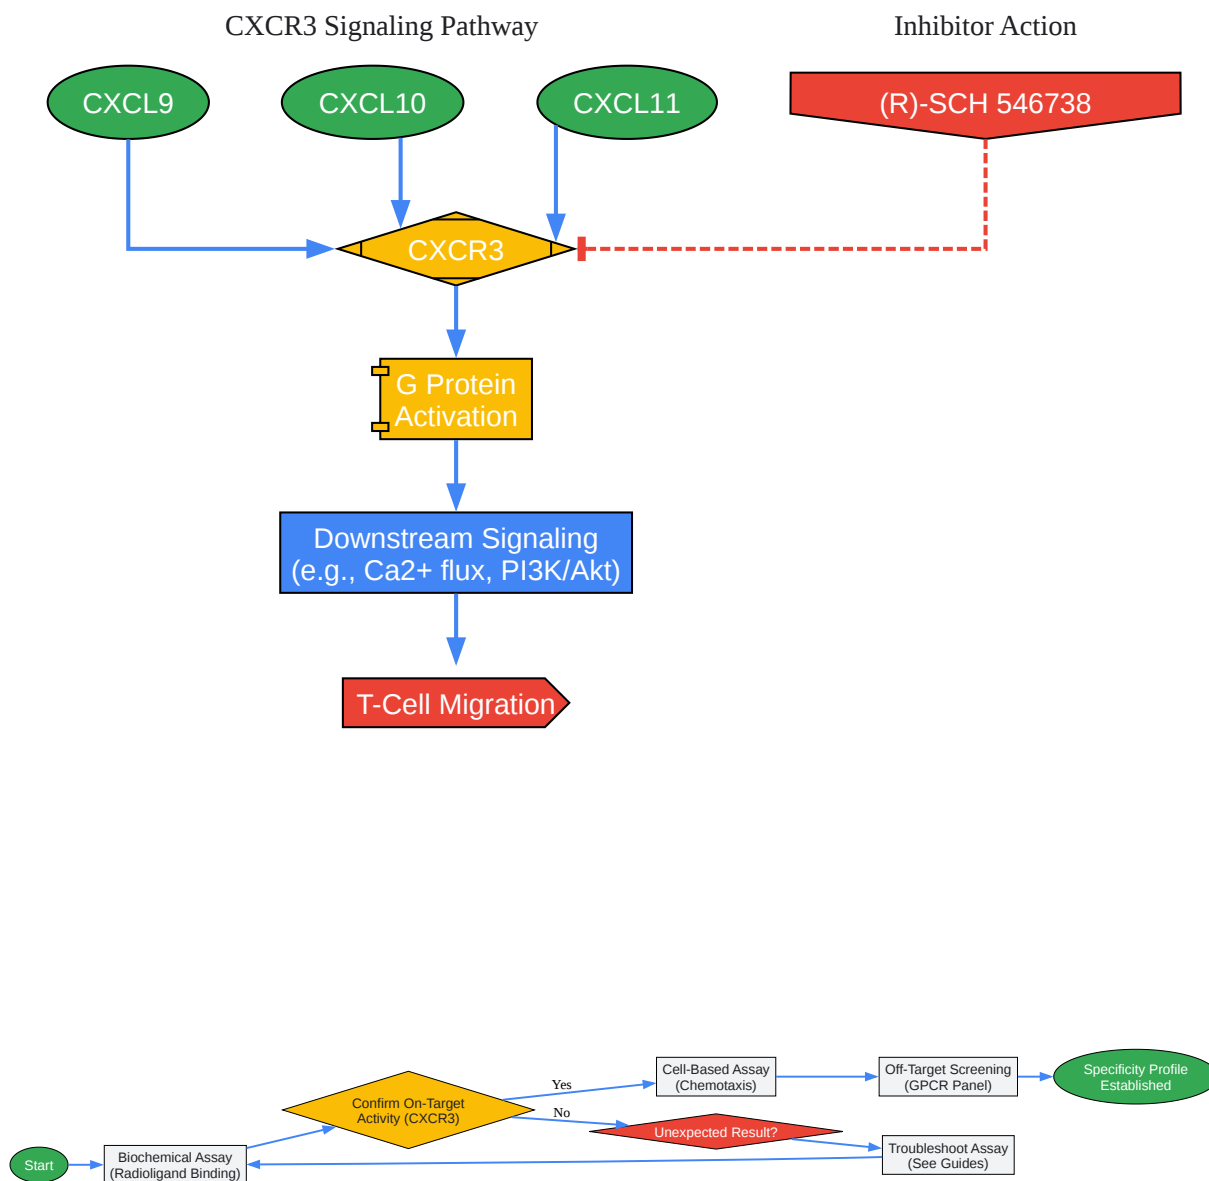 CXCR3 Signaling Pathway
Inhibitor Action
CXCL9
CXCL10
CXCL11
(R)-SCH 546738
CXCR3
G Protein
Activation
Downstream Signaling
(e.g., Ca2+ flux, PI3K/Akt)
T-Cell Migration
Start
Biochemical Assay
(Radioligand Binding)
Confirm On-Target
Activity (CXCR3)
Yes
No
Cell-Based Assay
(Chemotaxis)
Off-Target Screening
(GPCR Panel)
Specificity Profile
Established
Unexpected Result?
Troubleshoot Assay
(See Guides)